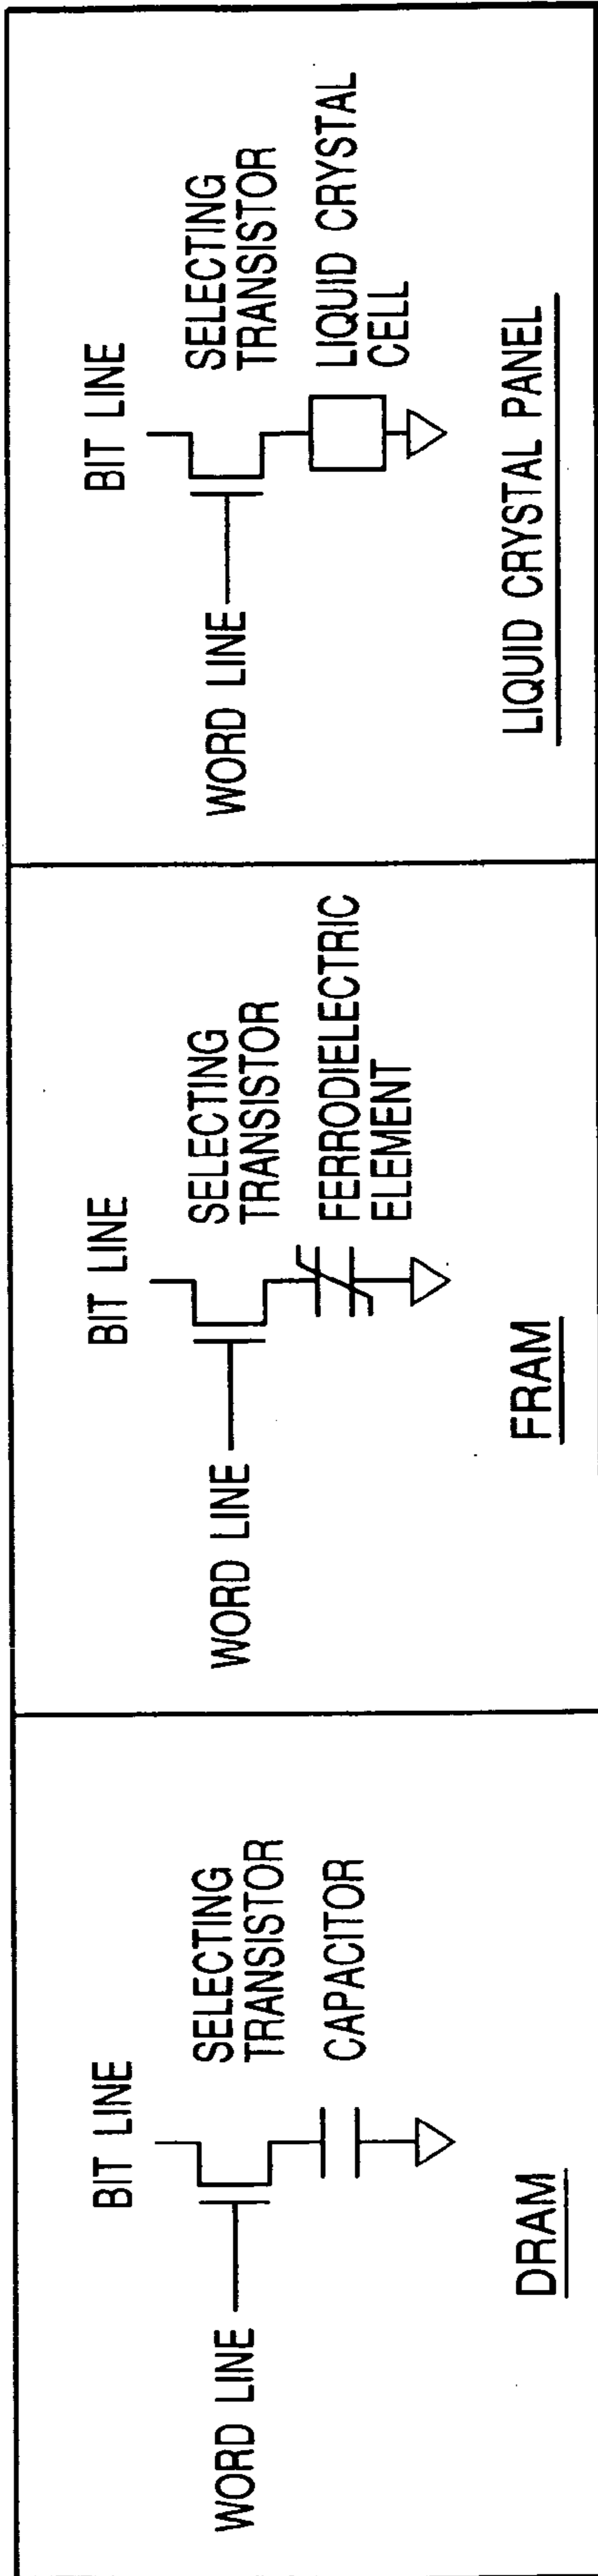 BIT LINE
WORD LINE
SELECTING
TRANSISTOR
CAPACITOR
DRAM
BIT LINE
WORD LINE
SELECTING
TRANSISTOR
FERRODIELECTRIC
ELEMENT
FRAM
BIT LINE
WORD LINE
SELECTING
TRANSISTOR
LIQUID CRYSTAL
CELL
LIQUID CRYSTAL PANEL